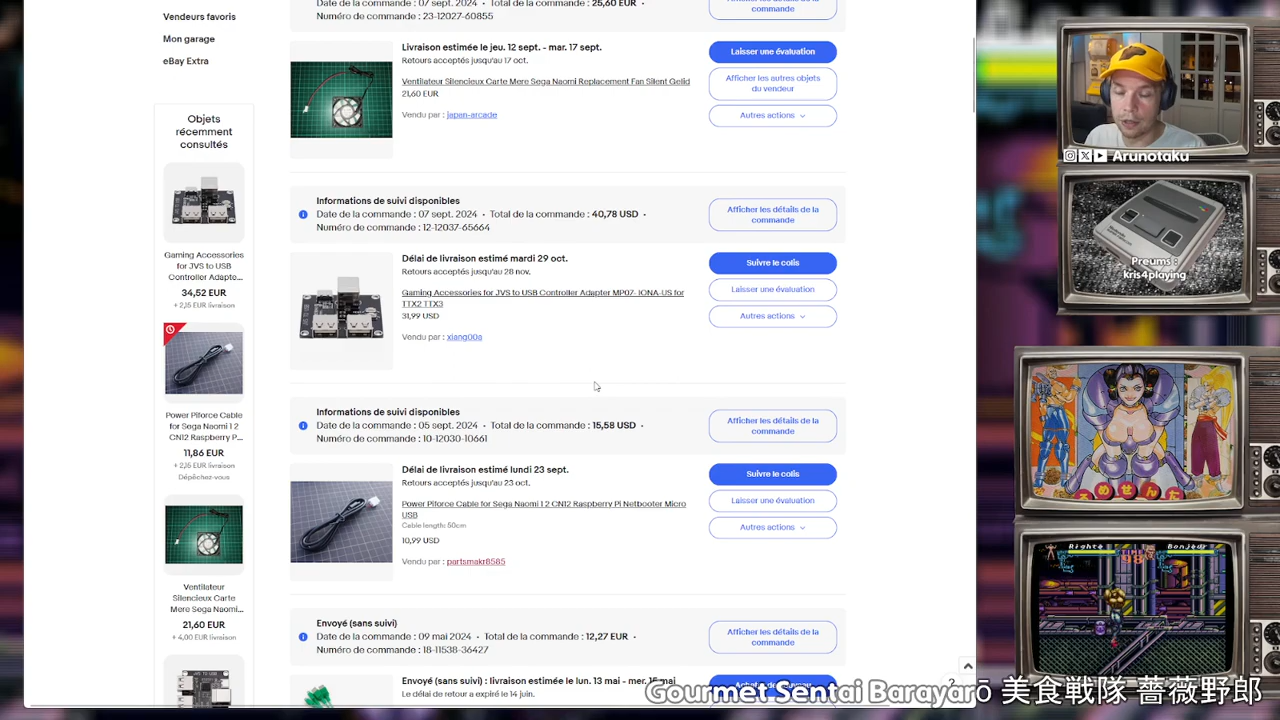 Vendeurs favoris
Mon garage
eBay Extra
Objets
récemment
consultés
Gaming Accessories
for JVS to USB
Controller Adapte...
34,52 EUR
+ 2,15 EUR livraison
Power Piforce Cable
for Sega Naomi 1 2
CN12 Raspberry P...
11,86 EUR
+ 2,15 EUR livraison
Dépêchez-vous
Ventilateur
Silencieux Carte
Mere Sega Naomi...
21,60 EUR
+ 4,00 EUR livraison
Date de la commande : 07 sept. 2024 · Total de la commande : 25,60 EUR ·
Numéro de commande : 23-12027-60855
Afficher les détails de la
commande
Livraison estimée le jeu. 12 sept. - mar. 17 sept.
Retours acceptés jusqu'au 17 oct.
Ventilateur Silencieux Carte Mere Sega Naomi Replacement Fan Silent Gelid
21,60 EUR
Vendu par : japan-arcade
Laisser une évaluation
Afficher les autres objets
du vendeur
Autres actions
Informations de suivi disponibles
Date de la commande : 07 sept. 2024 · Total de la commande : 40,78 USD ·
Numéro de commande : 12-12037-65664
Afficher les détails de la
commande
Délai de livraison estimé mardi 29 oct.
Retours acceptés jusqu'au 28 nov.
Gaming Accessories for JVS to USB Controller Adapter MP07- IONA-US for
TTX2 TTX3
31,99 USD
Vendu par : xiang00a
Suivre le colis
Laisser une évaluation
Autres actions
Informations de suivi disponibles
Date de la commande : 05 sept. 2024 · Total de la commande : 15,58 USD ·
Numéro de commande : 10-12030-10661
Afficher les détails de la
commande
Délai de livraison estimé lundi 23 sept.
Retours acceptés jusqu'au 23 oct.
Power Piforce Cable for Sega Naomi 1 2 CN12 Raspberry Pi Netbooter Micro
USB
Cable length: 50cm
10,99 USD
Vendu par : partsmakr8585
Suivre le colis
Laisser une évaluation
Autres actions
Envoyé (sans suivi)
Date de la commande : 09 mai 2024 · Total de la commande : 12,27 EUR ·
Numéro de commande : 18-11538-36427
Afficher les détails de la
commande
Envoyé (sans suivi) : livraison estimée le lun. 13 mai - mer. 15 mai
Le délai de retour a expiré le 14 juin.
Arunotaku
Preums :
kris4playing
Righte
TIME
98
Bonjour
Gourmet Sentai Barayarō 美食戦隊 薔薇野郎